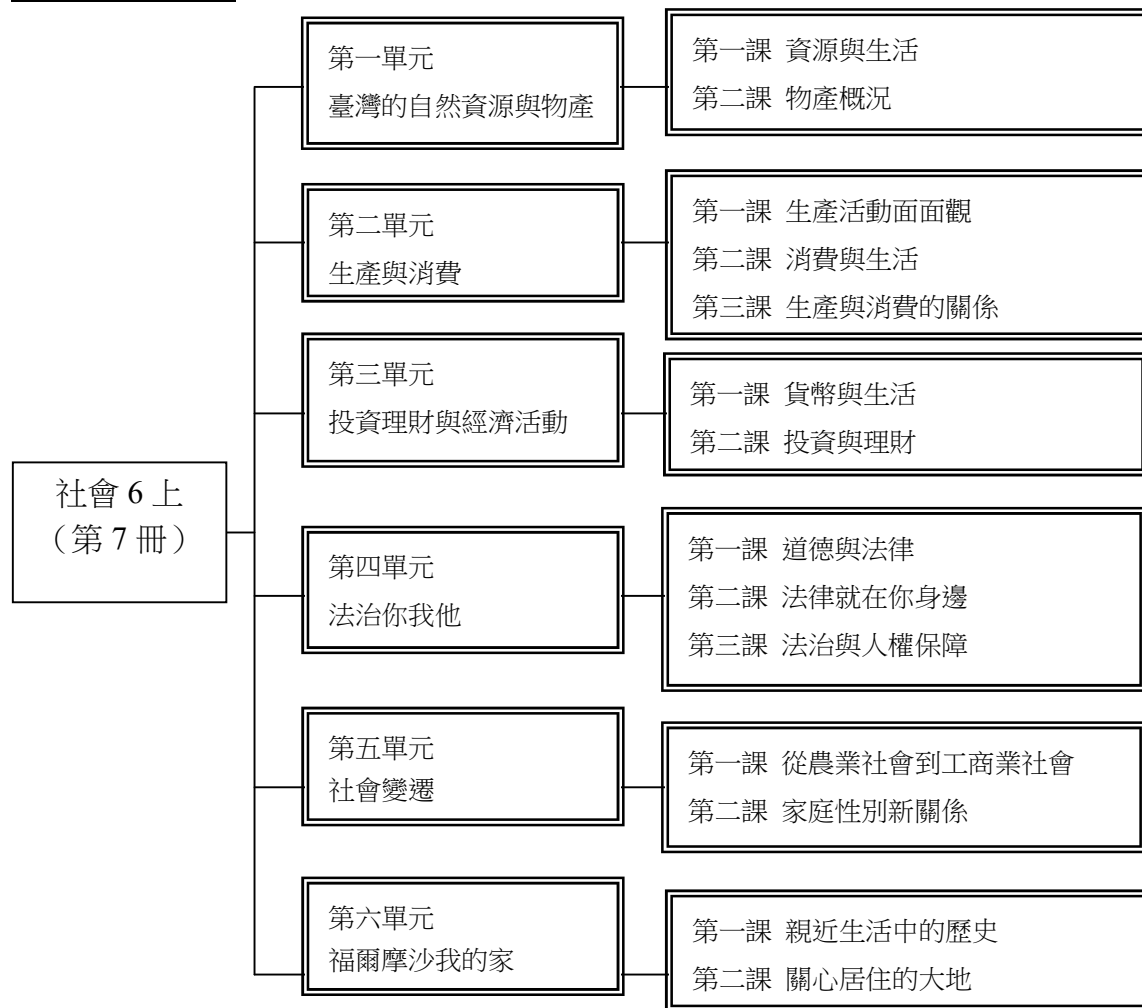 社會 6 上
（第 7 冊）
第一單元
臺灣的自然資源與物產
第一課 資源與生活
第二課 物產概況
第二單元
生產與消費
第一課 生產活動面面觀
第二課 消費與生活
第三課 生產與消費的關係
第三單元
投資理財與經濟活動
第一課 貨幣與生活
第二課 投資與理財
第四單元
法治你我他
第一課 道德與法律
第二課 法律就在你身邊
第三課 法治與人權保障
第五單元
社會變遷
第一課 從農業社會到工商業社會
第二課 家庭性別新關係
第六單元
福爾摩沙我的家
第一課 親近生活中的歷史
第二課 關心居住的大地